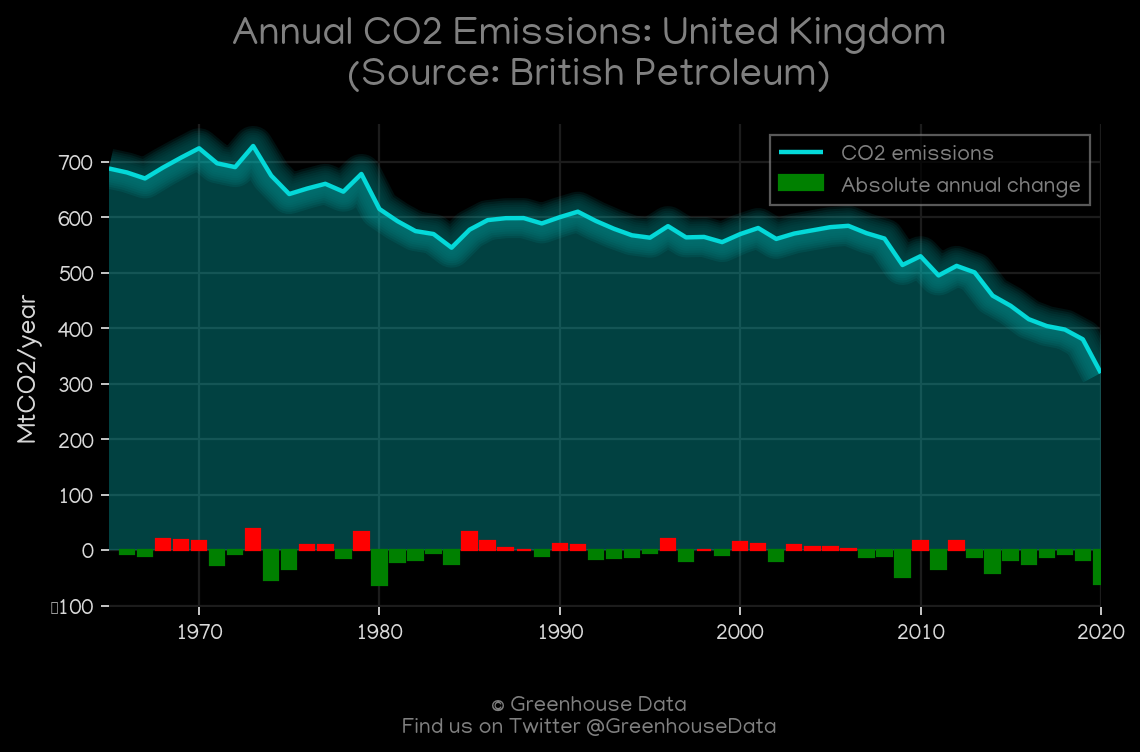 Annual CO2 Emissions: United Kingdom
(Source: British Petroleum)
CO2 emissions
Absolute annual change
MtCO2/year
700
600
500
400
300
200
100
0
▯100
1970 1980 1990 2000 2010 2020
© Greenhouse Data
Find us on Twitter @GreenhouseData